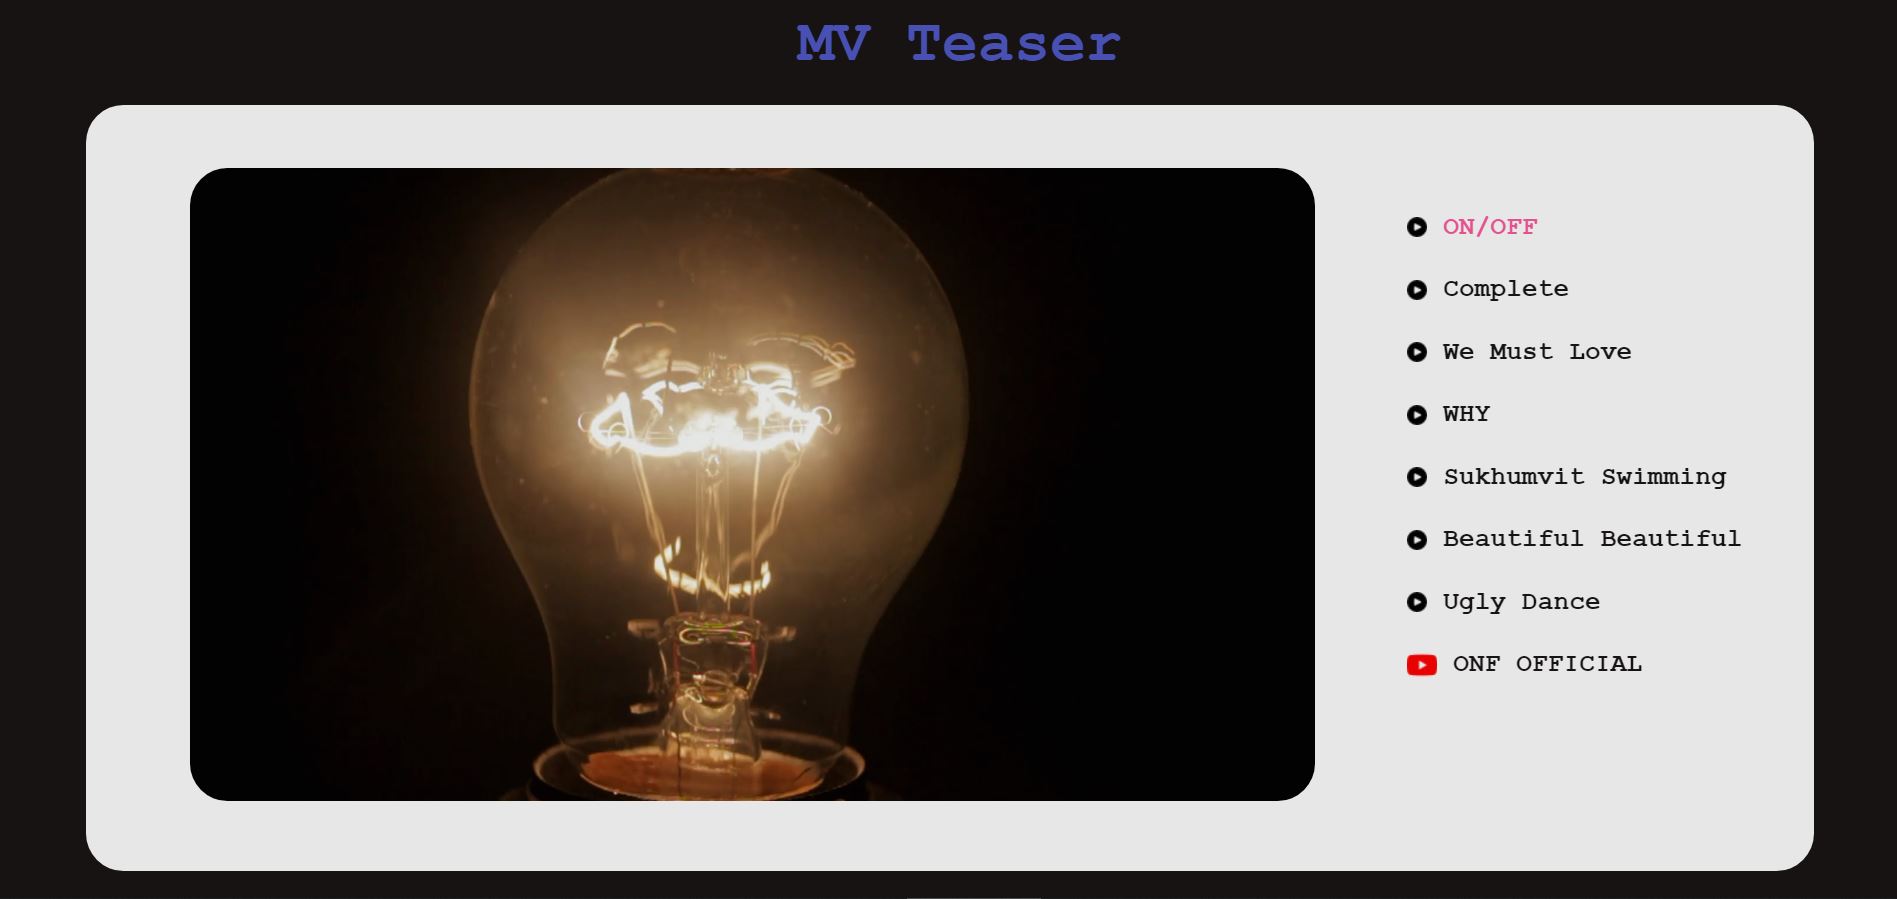 MV Teaser
ON/OFF
Complete
We Must Love
WHY
Sukhumvit Swimming
Beautiful Beautiful
Ugly Dance
ONF OFFICIAL